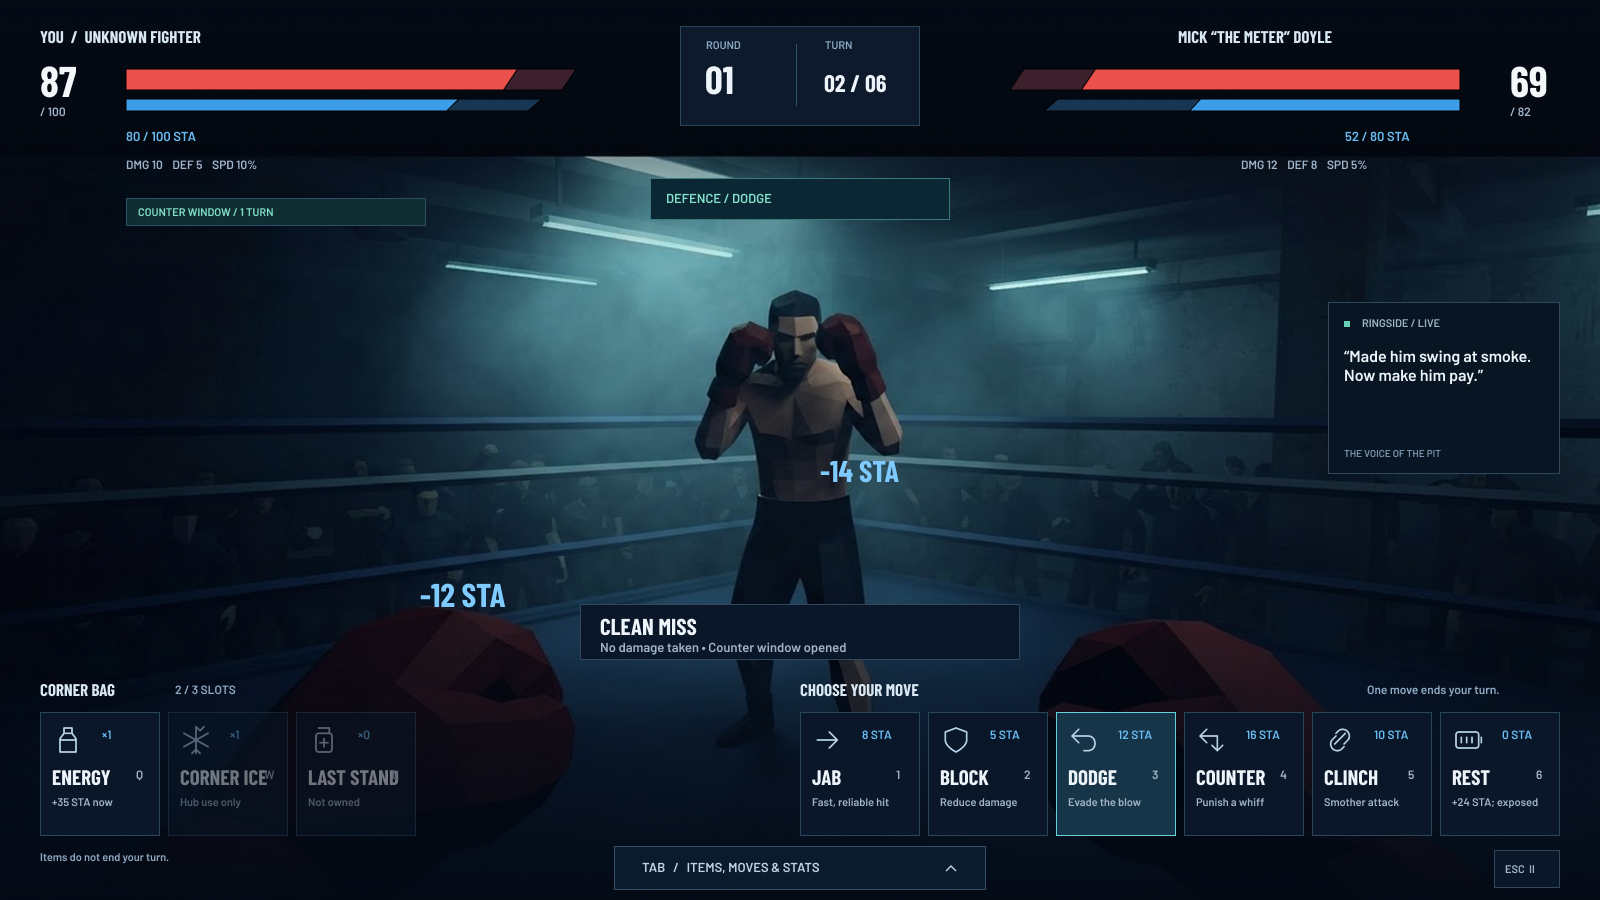 YOU / UNKNOWN FIGHTER
87
/ 100
80 / 100 STA
DMG 10 DEF 5 SPD 10%
COUNTER WINDOW / 1 TURN
ROUND
01
TURN
02 / 06
DEFENCE / DODGE
MICK “THE METER” DOYLE
69
/ 82
52 / 80 STA
DMG 12 DEF 8 SPD 5%
RINGSIDE / LIVE
“Made him swing at smoke.
Now make him pay.”
THE VOICE OF THE PIT
-14 STA
-12 STA
CLEAN MISS
No damage taken • Counter window opened
CORNER BAG
2 / 3 SLOTS
×1
ENERGY Q
+35 STA now
×1
CORNER ICE W
Hub use only
×0
LAST STAND
Not owned
Items do not end your turn.
CHOOSE YOUR MOVE
One move ends your turn.
8 STA
JAB 1
Fast, reliable hit
5 STA
BLOCK 2
Reduce damage
12 STA
DODGE 3
Evade the blow
16 STA
COUNTER 4
Punish a whiff
10 STA
CLINCH 5
Smother attack
0 STA
REST 6
+24 STA; exposed
TAB / ITEMS, MOVES & STATS
ESC II